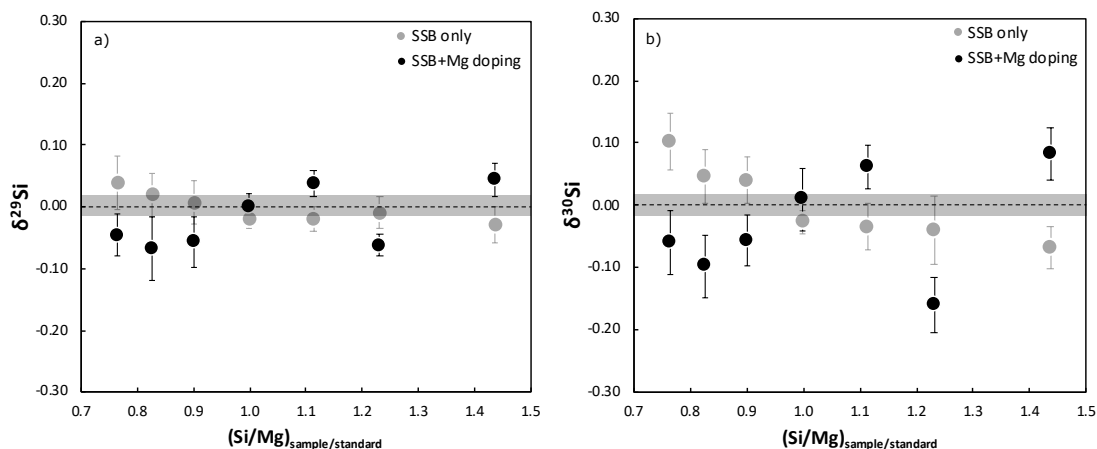 a)
SSB only
SSB+Mg doping
0.30
0.20
0.10
0.00
-0.10
-0.20
-0.30
δ²⁹Si
0.7 0.8 0.9 1.0 1.1 1.2 1.3 1.4 1.5
(Si/Mg)sample/standard
b)
SSB only
SSB+Mg doping
0.30
0.20
0.10
0.00
-0.10
-0.20
-0.30
δ³⁰Si
0.7 0.8 0.9 1.0 1.1 1.2 1.3 1.4 1.5
(Si/Mg)sample/standard